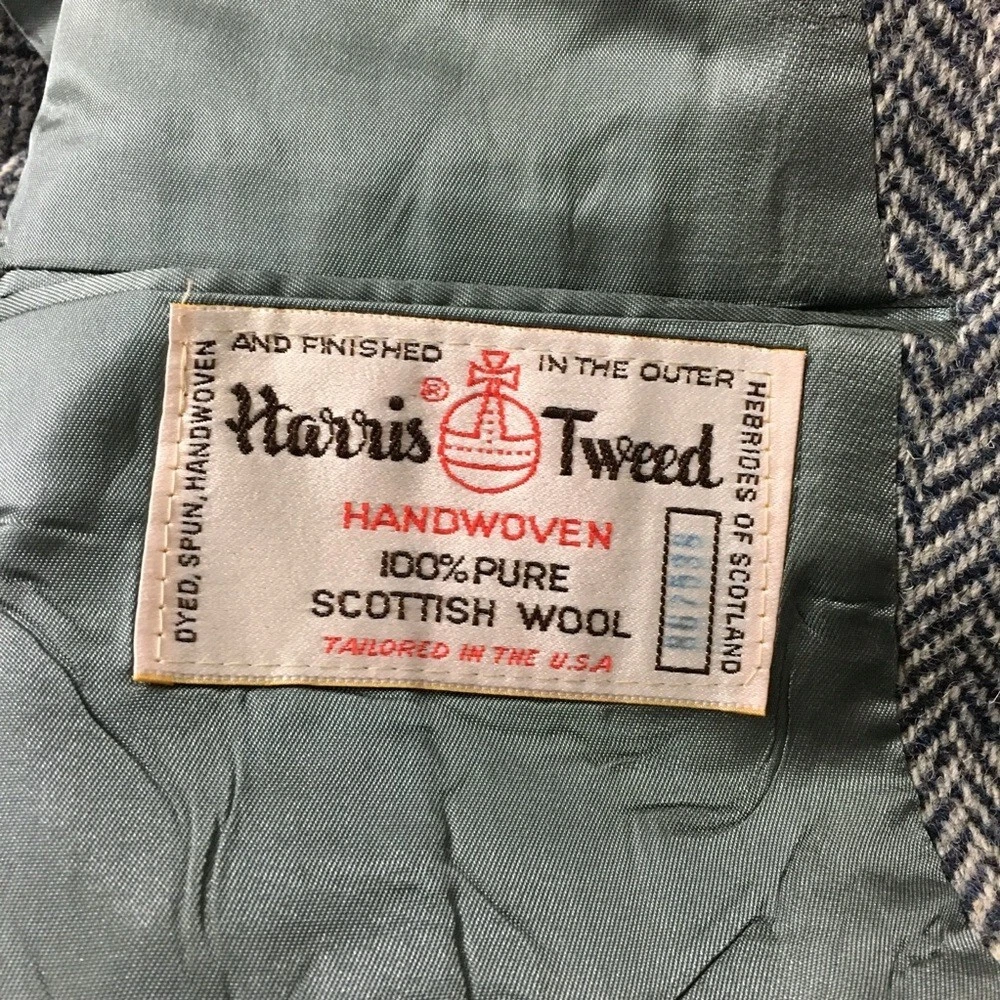 AND FINISHED IN THE OUTER
DYED, SPUN, HANDWOVEN
HEBRIDES OF SCOTLAND
Harris® Tweed
HANDWOVEN
100% PURE
SCOTTISH WOOL
TAILORED IN THE U.S.A